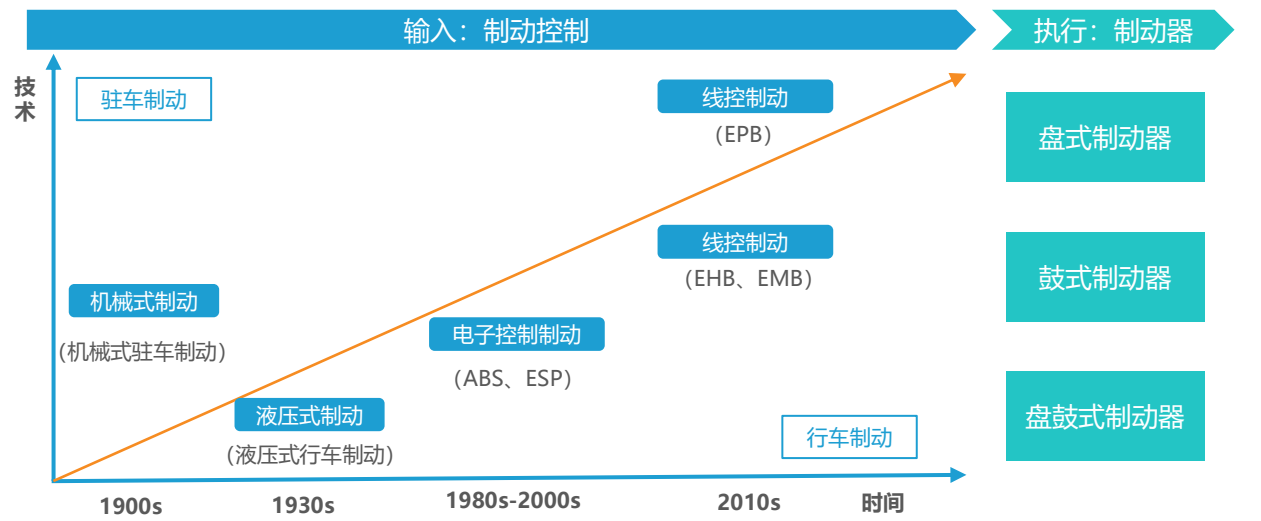 输入：制动控制
执行：制动器
技
术
驻车制动
线控制动
（EPB）
盘式制动器
线控制动
（EHB、EMB）
鼓式制动器
机械式制动
（机械式驻车制动）
电子控制制动
（ABS、ESP）
液压式制动
（液压式行车制动）
盘鼓式制动器
行车制动
1900s
1930s
1980s-2000s
2010s
时间